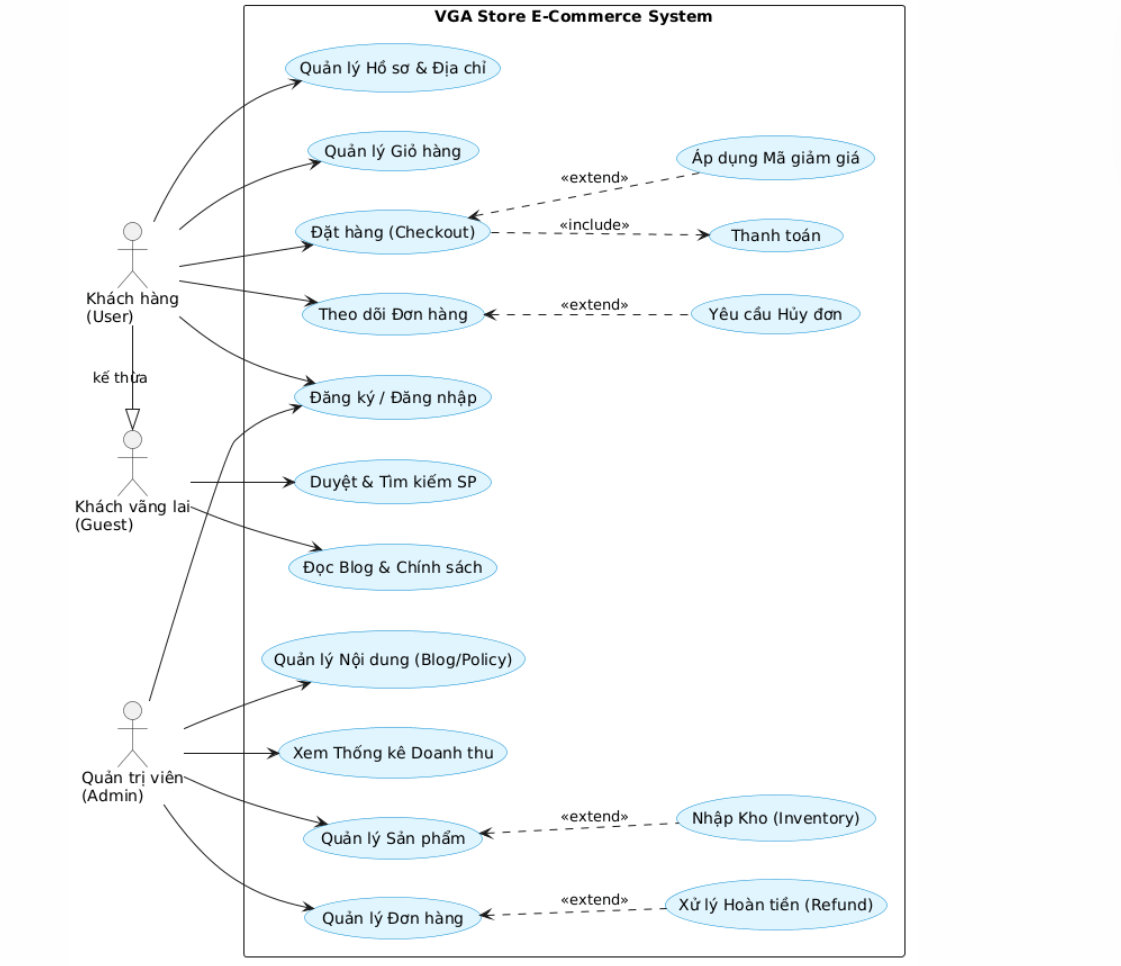 VGA Store E-Commerce System
Quản lý Hồ sơ & Địa chỉ
Quản lý Giỏ hàng
Áp dụng Mã giảm giá
«extend»
Đặt hàng (Checkout)
«include»
Thanh toán
Khách hàng
(User)
Theo dõi Đơn hàng
«extend»
Yêu cầu Hủy đơn
kế thừa
Đăng ký / Đăng nhập
Duyệt & Tìm kiếm SP
Khách vãng lai
(Guest)
Đọc Blog & Chính sách
Quản lý Nội dung (Blog/Policy)
Xem Thống kê Doanh thu
Quản trị viên
(Admin)
Quản lý Sản phẩm
«extend»
Nhập Kho (Inventory)
Quản lý Đơn hàng
«extend»
Xử lý Hoàn tiền (Refund)